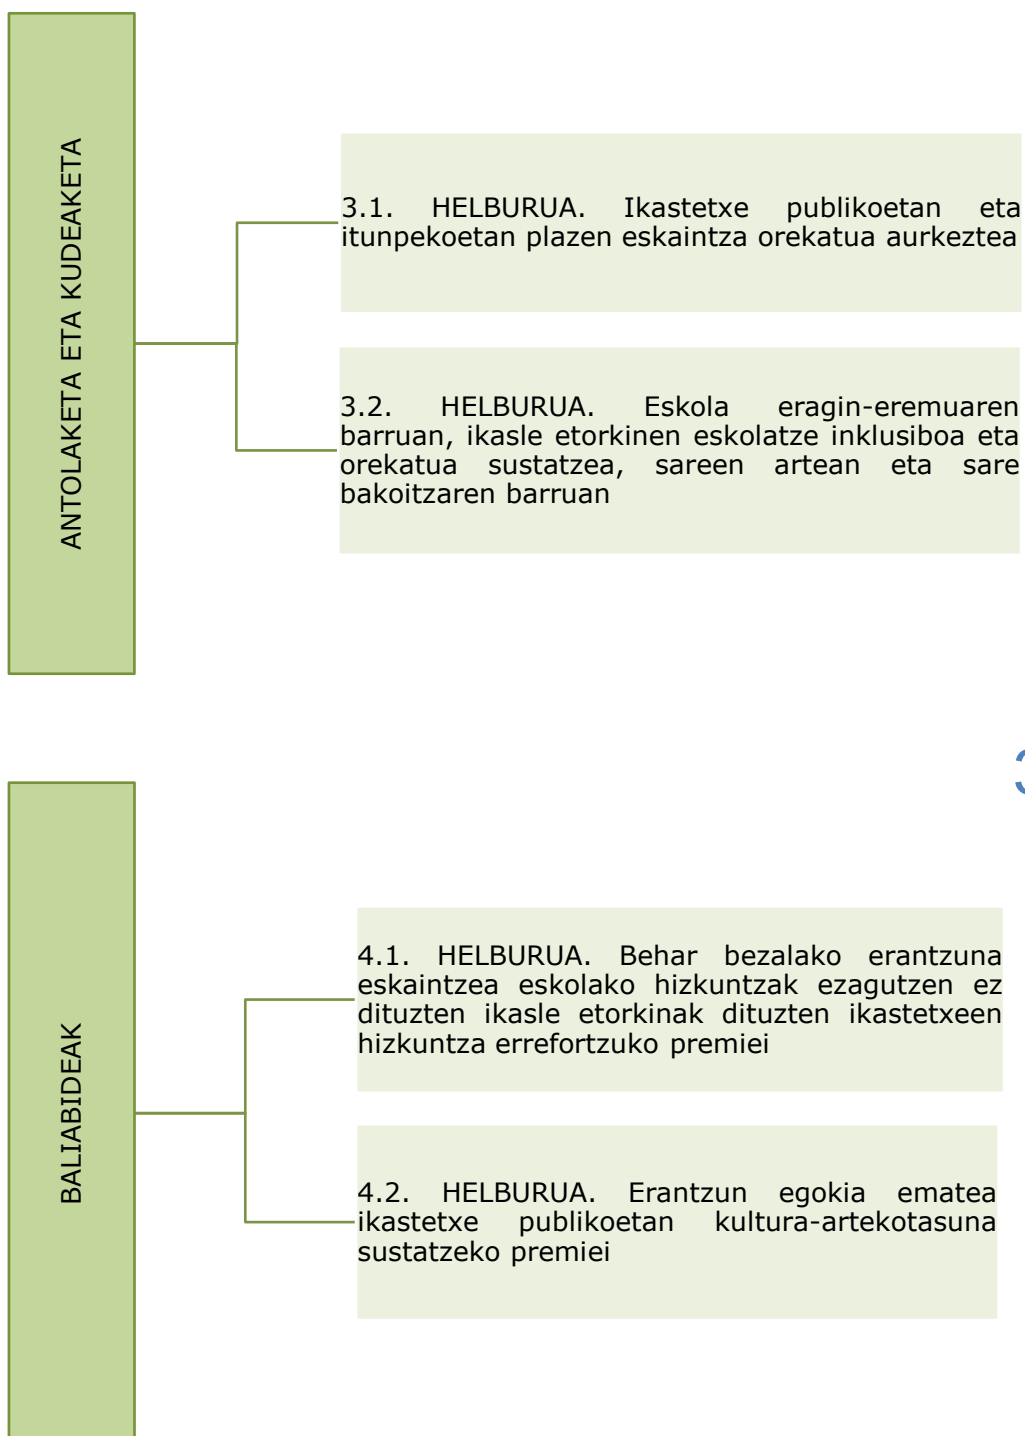 ANTOLAKETA ETA KUDEAKETA
3.1. HELBURUA. Ikastetxe publikoetan eta
itunpekoetan plazen eskaintza orekatua aurkeztea
3.2. HELBURUA. Eskola eragin-eremuaren
barruan, ikasle etorkinen eskolatze inklusiboa eta
orekatua sustatzea, sareen artean eta sare
bakoitzaren barruan
BALIABIDEAK
4.1. HELBURUA. Behar bezalako erantzuna
eskaintzea eskolako hizkuntzak ezagutzen ez
dituzten ikasle etorkinak dituzten ikastetxeen
hizkuntza errefortzuko premiei
4.2. HELBURUA. Erantzun egokia ematea
ikastetxe publikoetan kultura-artekotasuna
sustatzeko premiei